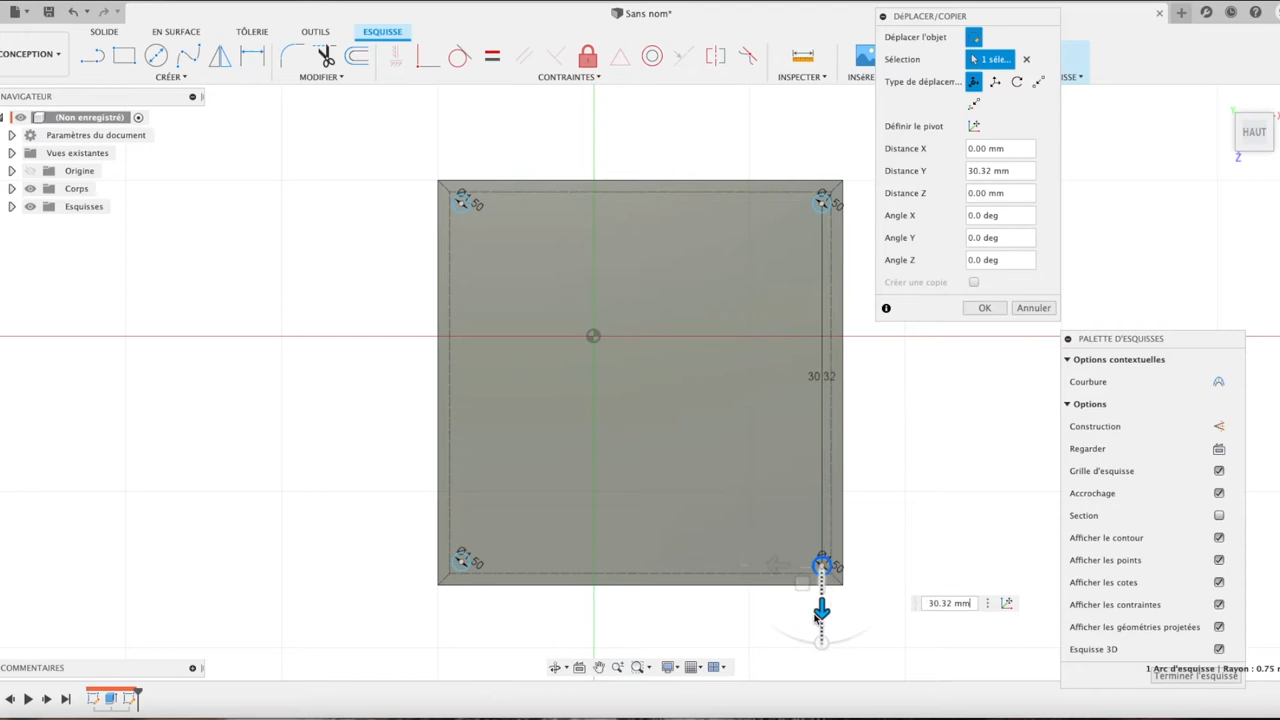 Sans nom*
SOLIDE
EN SURFACE
TÔLERIE
OUTILS
ESQUISSE
CONCEPTION
CRÉER
MODIFIER
CONTRAINTES
INSPECTER
NAVIGATEUR
(Non enregistré)
Paramètres du document
Vues existantes
Origine
Corps
Esquisses
DÉPLACER/COPIER
Déplacer l'objet
Sélection
1 séle...
Type de déplacem...
Définir le pivot
Distance X
0.00 mm
Distance Y
30.32 mm
Distance Z
0.00 mm
Angle X
0.0 deg
Angle Y
0.0 deg
Angle Z
0.0 deg
Créer une copie
OK
Annuler
HAUT
Z
30.32
30.32 mm
PALETTE D'ESQUISSES
Options contextuelles
Courbure
Options
Construction
Regarder
Grille d'esquisse
Accrochage
Section
Afficher le contour
Afficher les points
Afficher les cotes
Afficher les contraintes
Afficher les géométries projetées
Esquisse 3D
1 Arc d'esquisse | Rayon : 0.75
Terminer l'esquisse
COMMENTAIRES